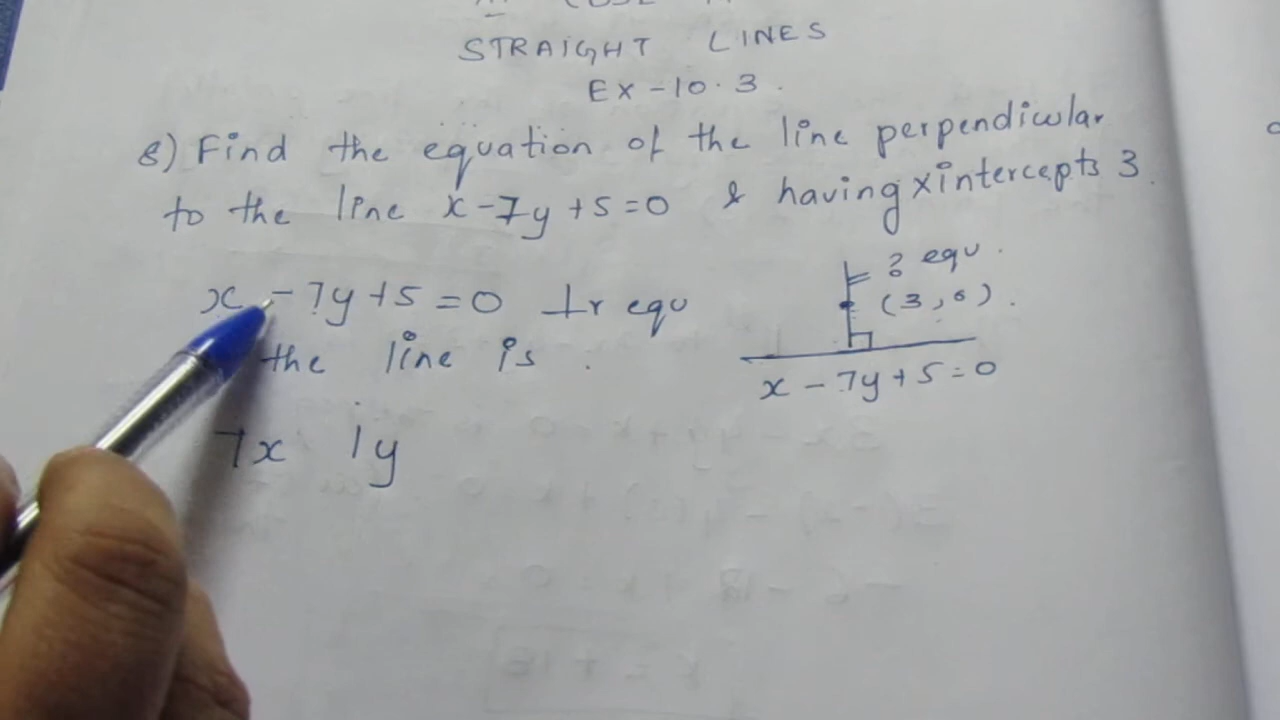 STRAIGHT LINES
EX-10.3.
8) Find the equation of the line perpendicular
to the line x-7y+5=0 & having x intercepts 3.
x-7y+5=0 ⊥r equ
the line is.
7x 1y
? equ.
(3,0).
x-7y+5=0